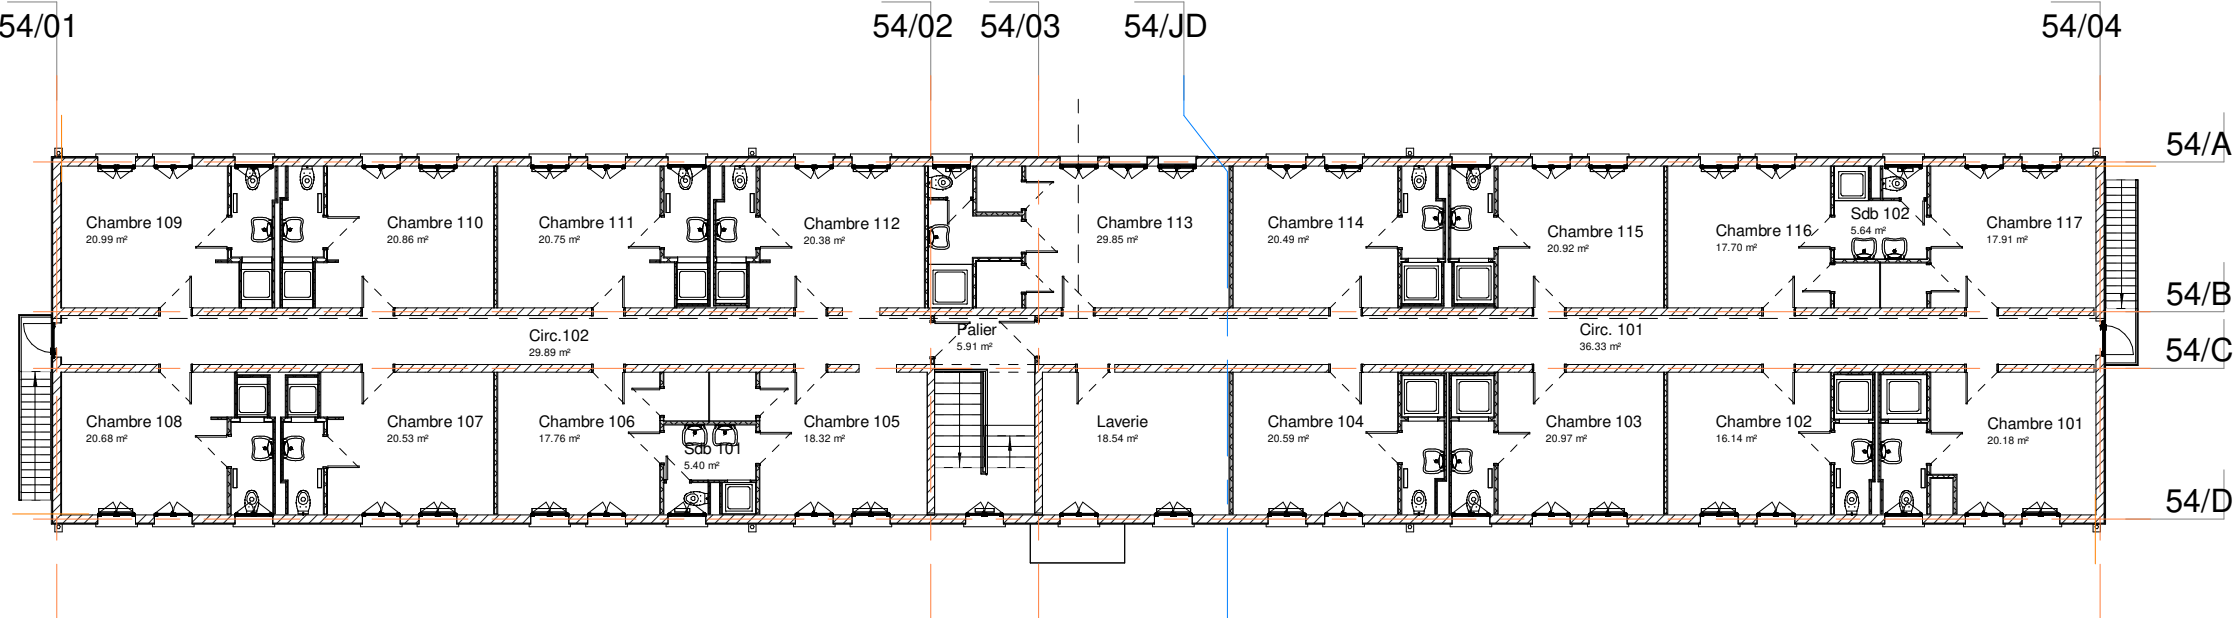 54/01
54/02
54/03
54/JD
54/04
54/A
Chambre 109
20.99 m²
Chambre 110
20.86 m²
Chambre 111
20.75 m²
Chambre 112
20.38 m²
Chambre 113
29.85 m²
Chambre 114
20.49 m²
Chambre 115
20.92 m²
Chambre 116
17.70 m²
Sdb 102
5.64 m²
Chambre 117
17.91 m²
54/B
Circ.102
29.89 m²
Palier
5.91 m²
Circ. 101
36.33 m²
54/C
Chambre 108
20.68 m²
Chambre 107
20.53 m²
Chambre 106
17.76 m²
Sdb 101
5.40 m²
Chambre 105
18.32 m²
Laverie
18.54 m²
Chambre 104
20.59 m²
Chambre 103
20.97 m²
Chambre 102
16.14 m²
Chambre 101
20.18 m²
54/D